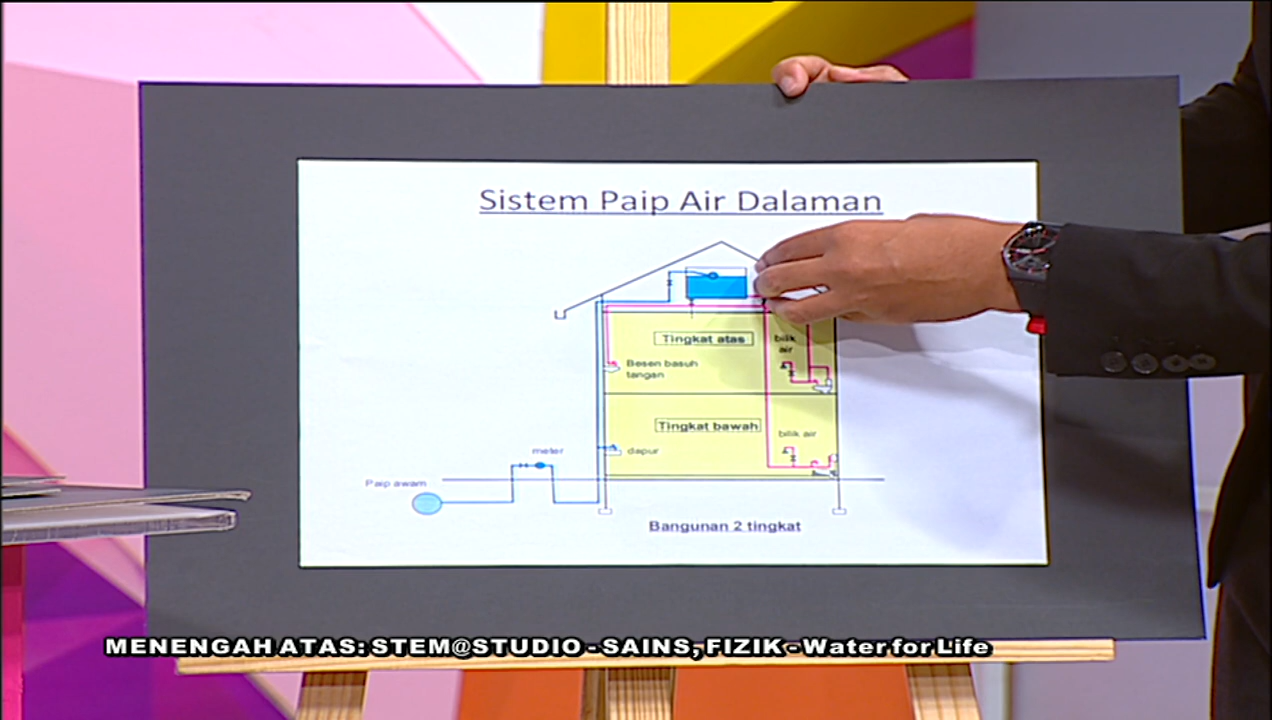 Sistem Paip Air Dalaman
Tingkat atas
bilik
air
Besen basuh
tangan
Tingkat bawah
bilik air
meter
dapur
Paip awam
Bangunan 2 tingkat
MENENGAH ATAS: STEM@STUDIO - SAINS, FIZIK - Water for Life